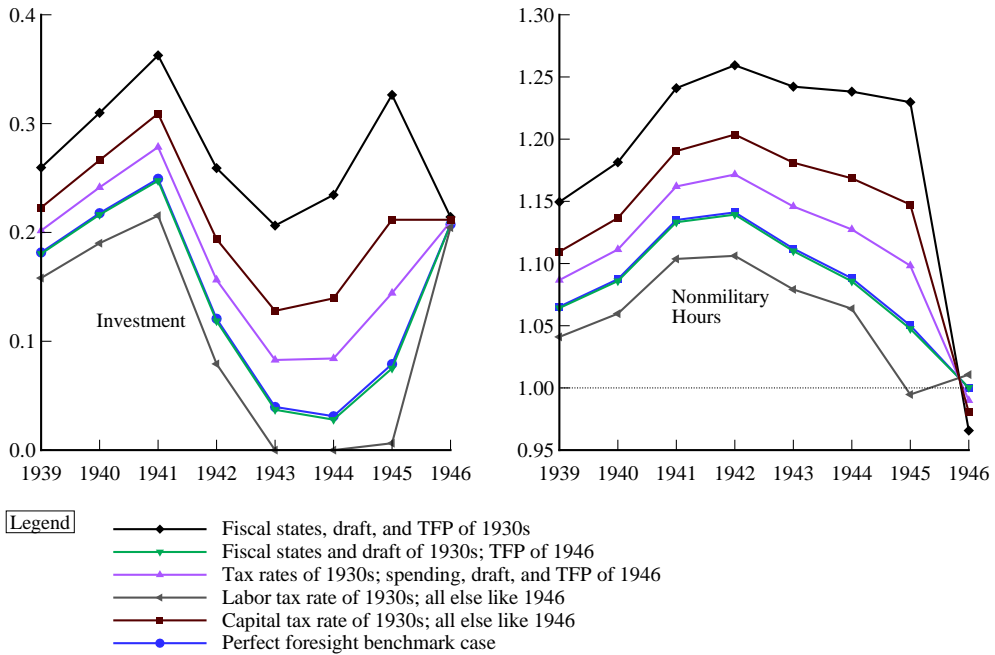 0.4
0.3
0.2
0.1
0.0
1939 1940 1941 1942 1943 1944 1945 1946
Investment
1.30
1.25
1.20
1.15
1.10
1.05
1.00
0.95
1939 1940 1941 1942 1943 1944 1945 1946
Nonmilitary
Hours
Legend
Fiscal states, draft, and TFP of 1930s
Fiscal states and draft of 1930s; TFP of 1946
Tax rates of 1930s; spending, draft, and TFP of 1946
Labor tax rate of 1930s; all else like 1946
Capital tax rate of 1930s; all else like 1946
Perfect foresight benchmark case